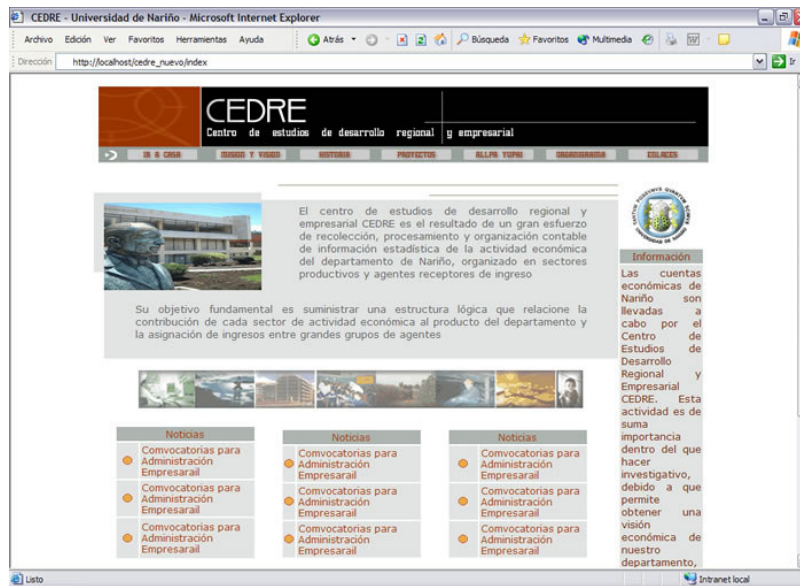 CEDRE - Universidad de Nariño - Microsoft Internet Explorer
Archivo Edición Ver Favoritos Herramientas Ayuda Atrás Búsqueda Favoritos Multimedia
Dirección http://localhost/cedre_nuevo/index Ir
CEDRE
Centro de estudios de desarrollo regional y empresarial
IR A CASA MISION Y VISION HISTORIA PROYECTOS ALLPA YUPAI ORGANIGRAMA ENLACES
El centro de estudios de desarrollo regional y
empresarial CEDRE es el resultado de un gran esfuerzo
de recolección, procesamiento y organización contable
de información estadística de la actividad económica
del departamento de Nariño, organizado en sectores
productivos y agentes receptores de ingreso
Su objetivo fundamental es suministrar una estructura lógica que relacione la
contribución de cada sector de actividad económica al producto del departamento y
la asignación de ingresos entre grandes grupos de agentes
Noticias
Comvocatorias para
Administración
Empresarail
Comvocatorias para
Administración
Empresarail
Comvocatorias para
Administración
Empresarail
Noticias
Comvocatorias para
Administración
Empresarail
Comvocatorias para
Administración
Empresarail
Comvocatorias para
Administración
Empresarail
Noticias
Comvocatorias para
Administración
Empresarail
Comvocatorias para
Administración
Empresarail
Comvocatorias para
Administración
Empresarail
Información
Las cuentas
económicas de
Nariño son
llevadas a
cabo por el
Centro de
Estudios de
Desarrollo
Regional y
Empresarial
CEDRE. Esta
actividad es de
suma
importancia
dentro del que
hacer
investigativo,
debido a que
permite
obtener una
visión
económica de
nuestro
departamento,
Listo Intranet local